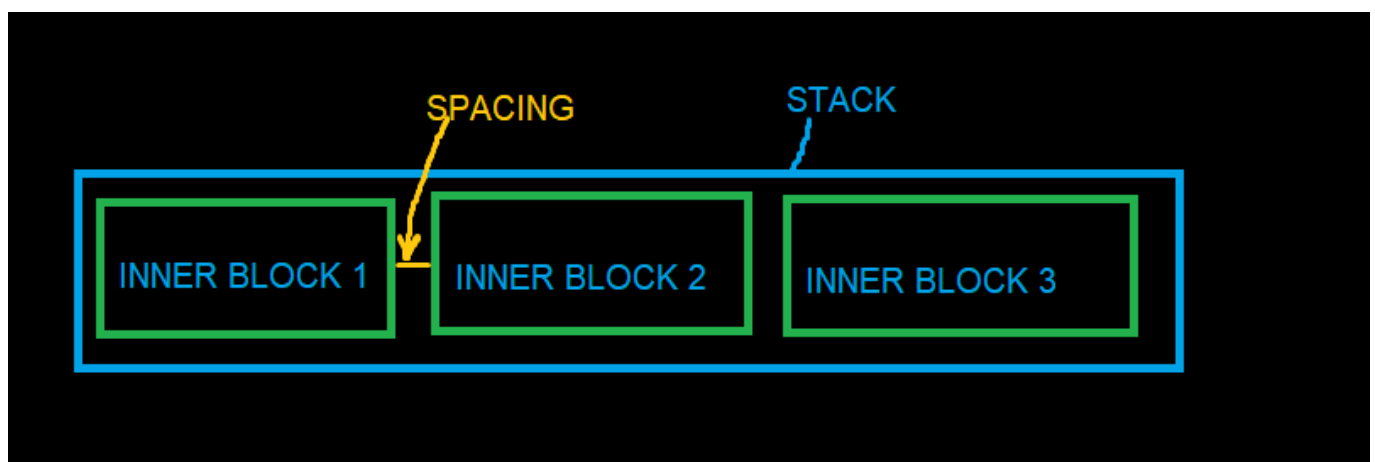 SPACING
STACK
INNER BLOCK 1
INNER BLOCK 2
INNER BLOCK 3